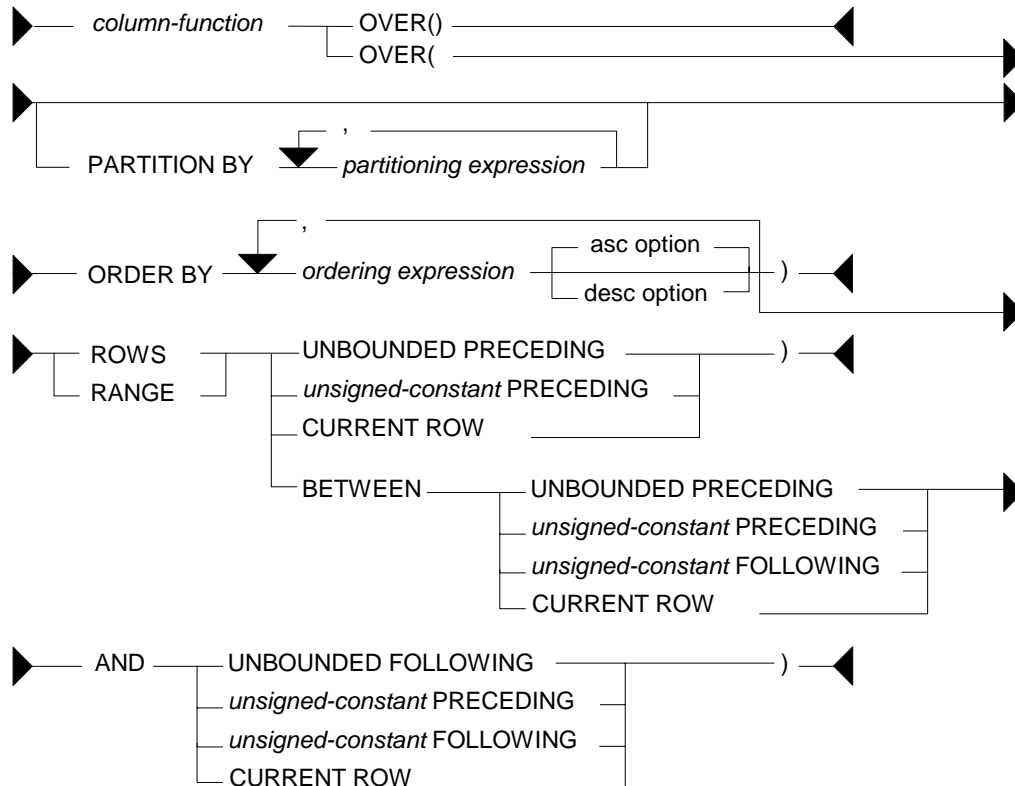 column-function OVER()
OVER(
,
PARTITION BY partitioning expression
,
asc option
ORDER BY ordering expression )
desc option
ROWS UNBOUNDED PRECEDING )
RANGE unsigned-constant PRECEDING
CURRENT ROW
BETWEEN UNBOUNDED PRECEDING
unsigned-constant PRECEDING
unsigned-constant FOLLOWING
CURRENT ROW
AND UNBOUNDED FOLLOWING )
unsigned-constant PRECEDING
unsigned-constant FOLLOWING
CURRENT ROW